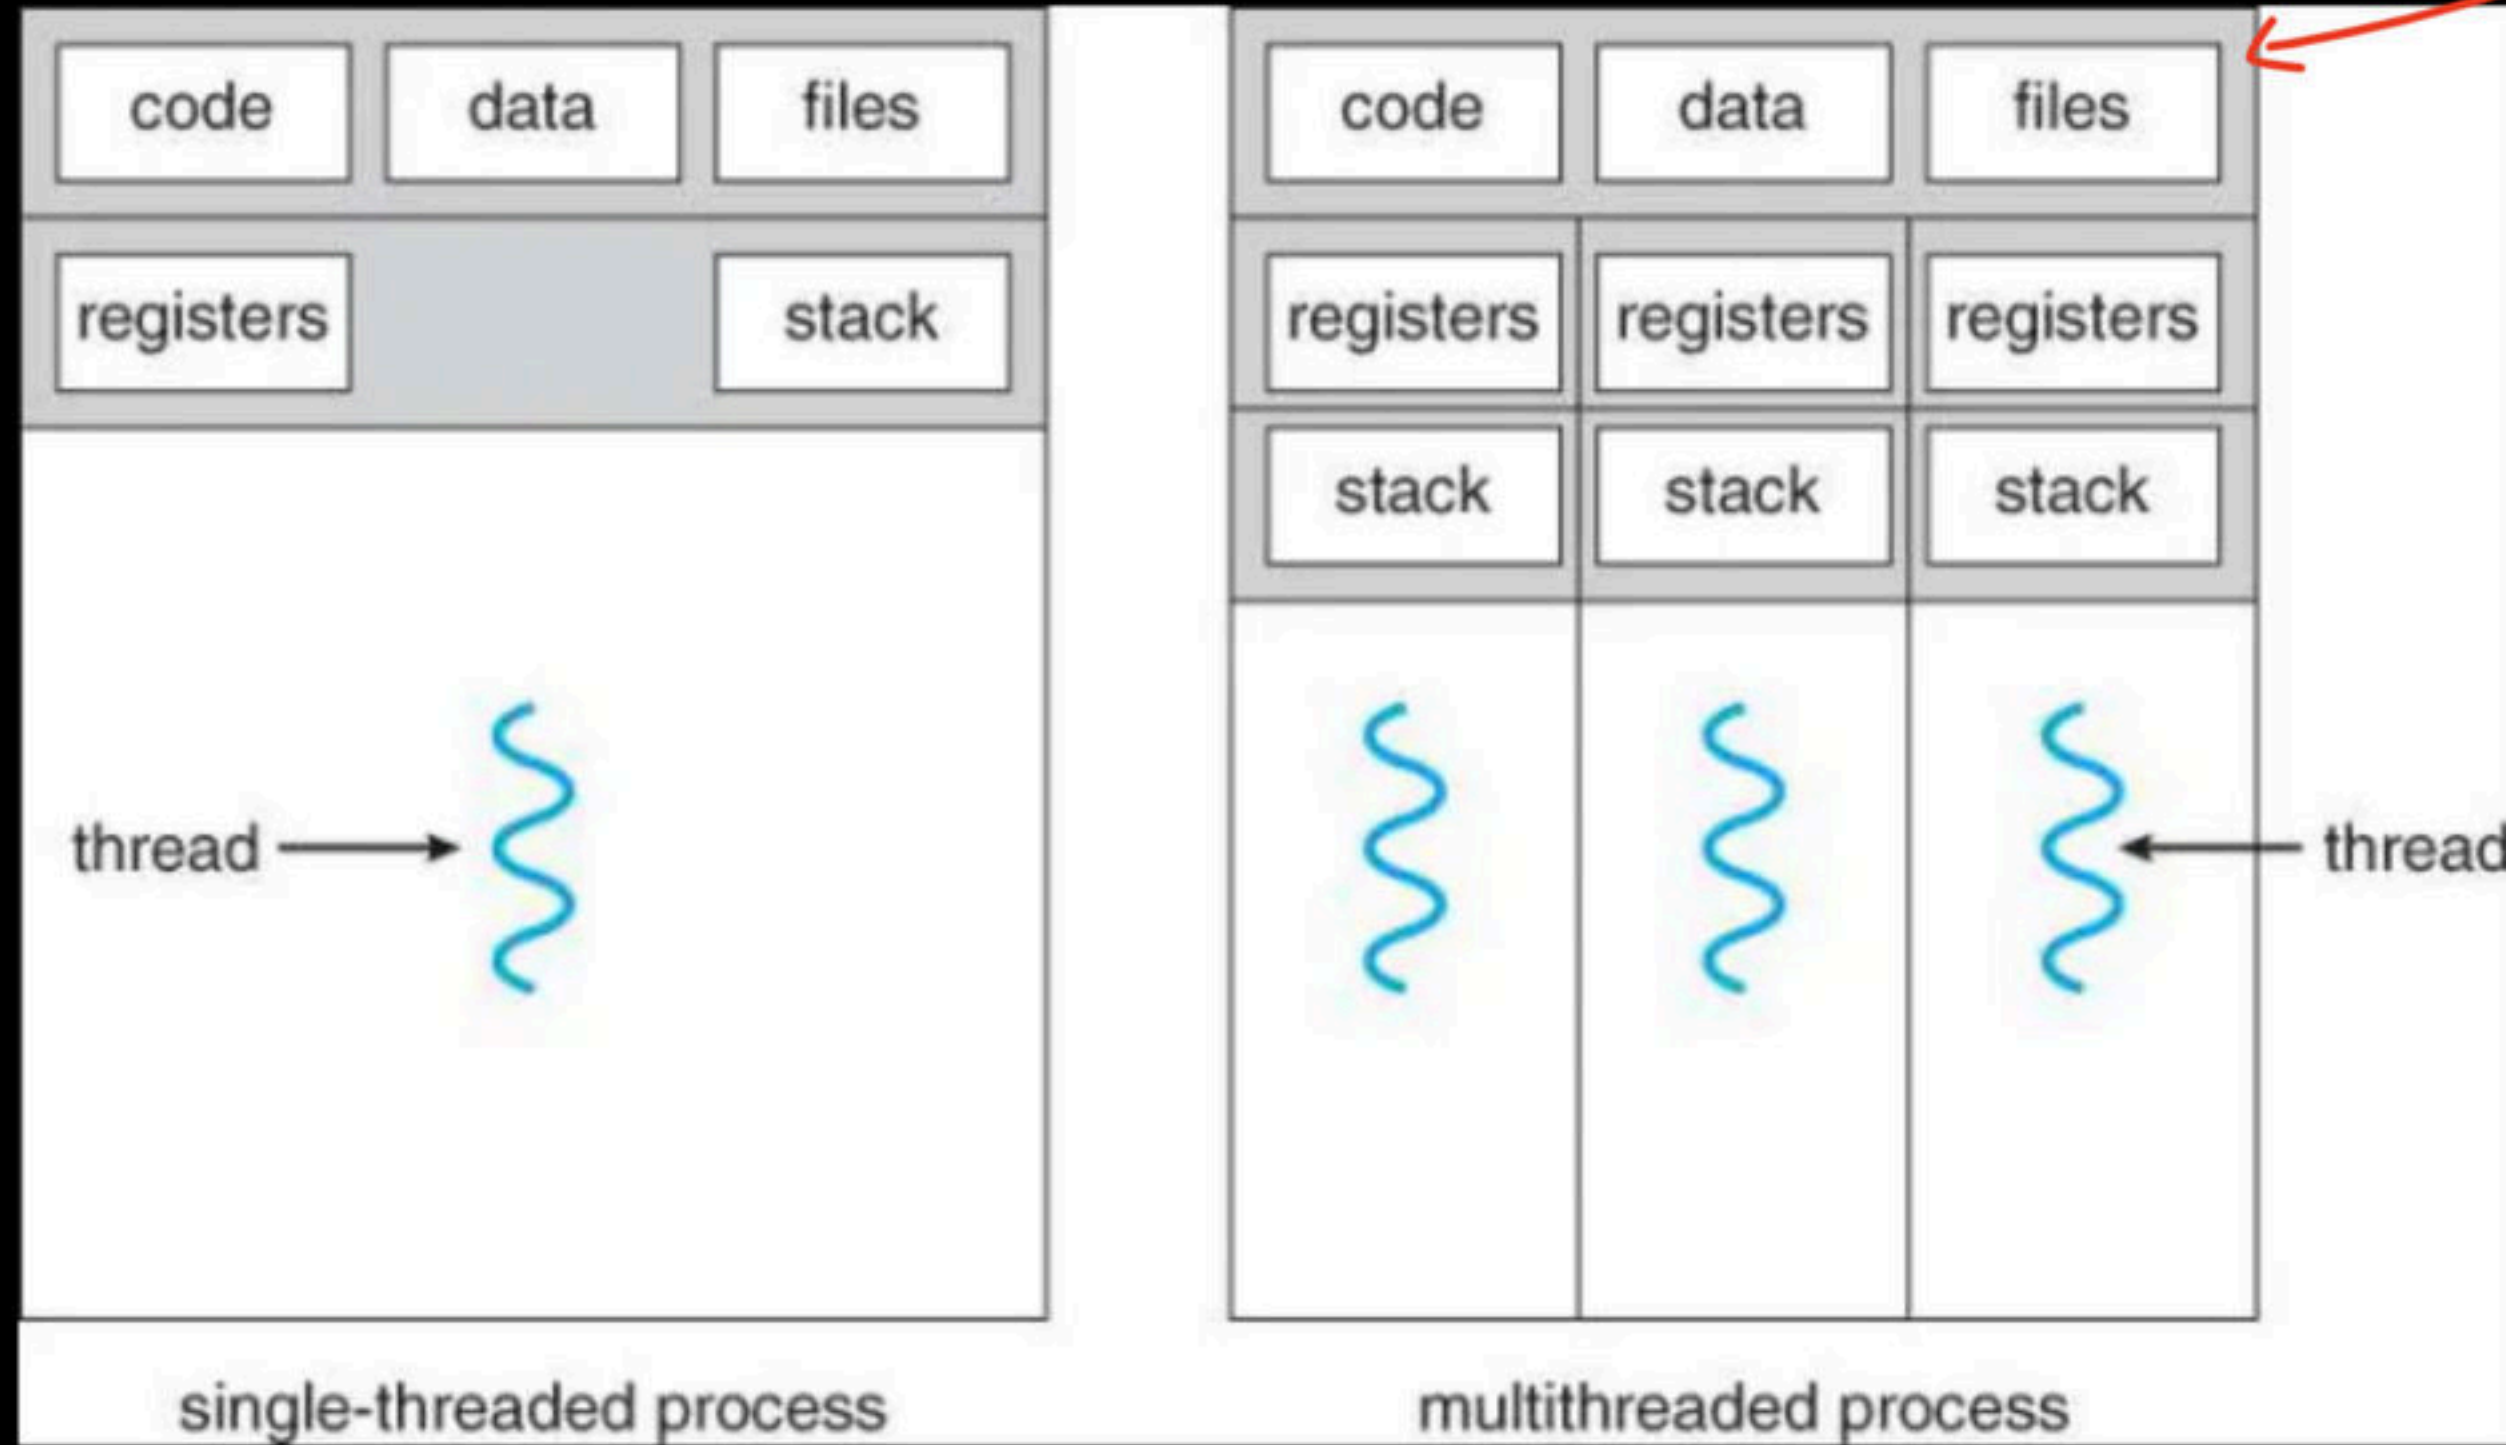 code data files
registers stack
thread
single-threaded process
code data files
registers registers registers
stack stack stack
thread
multithreaded process